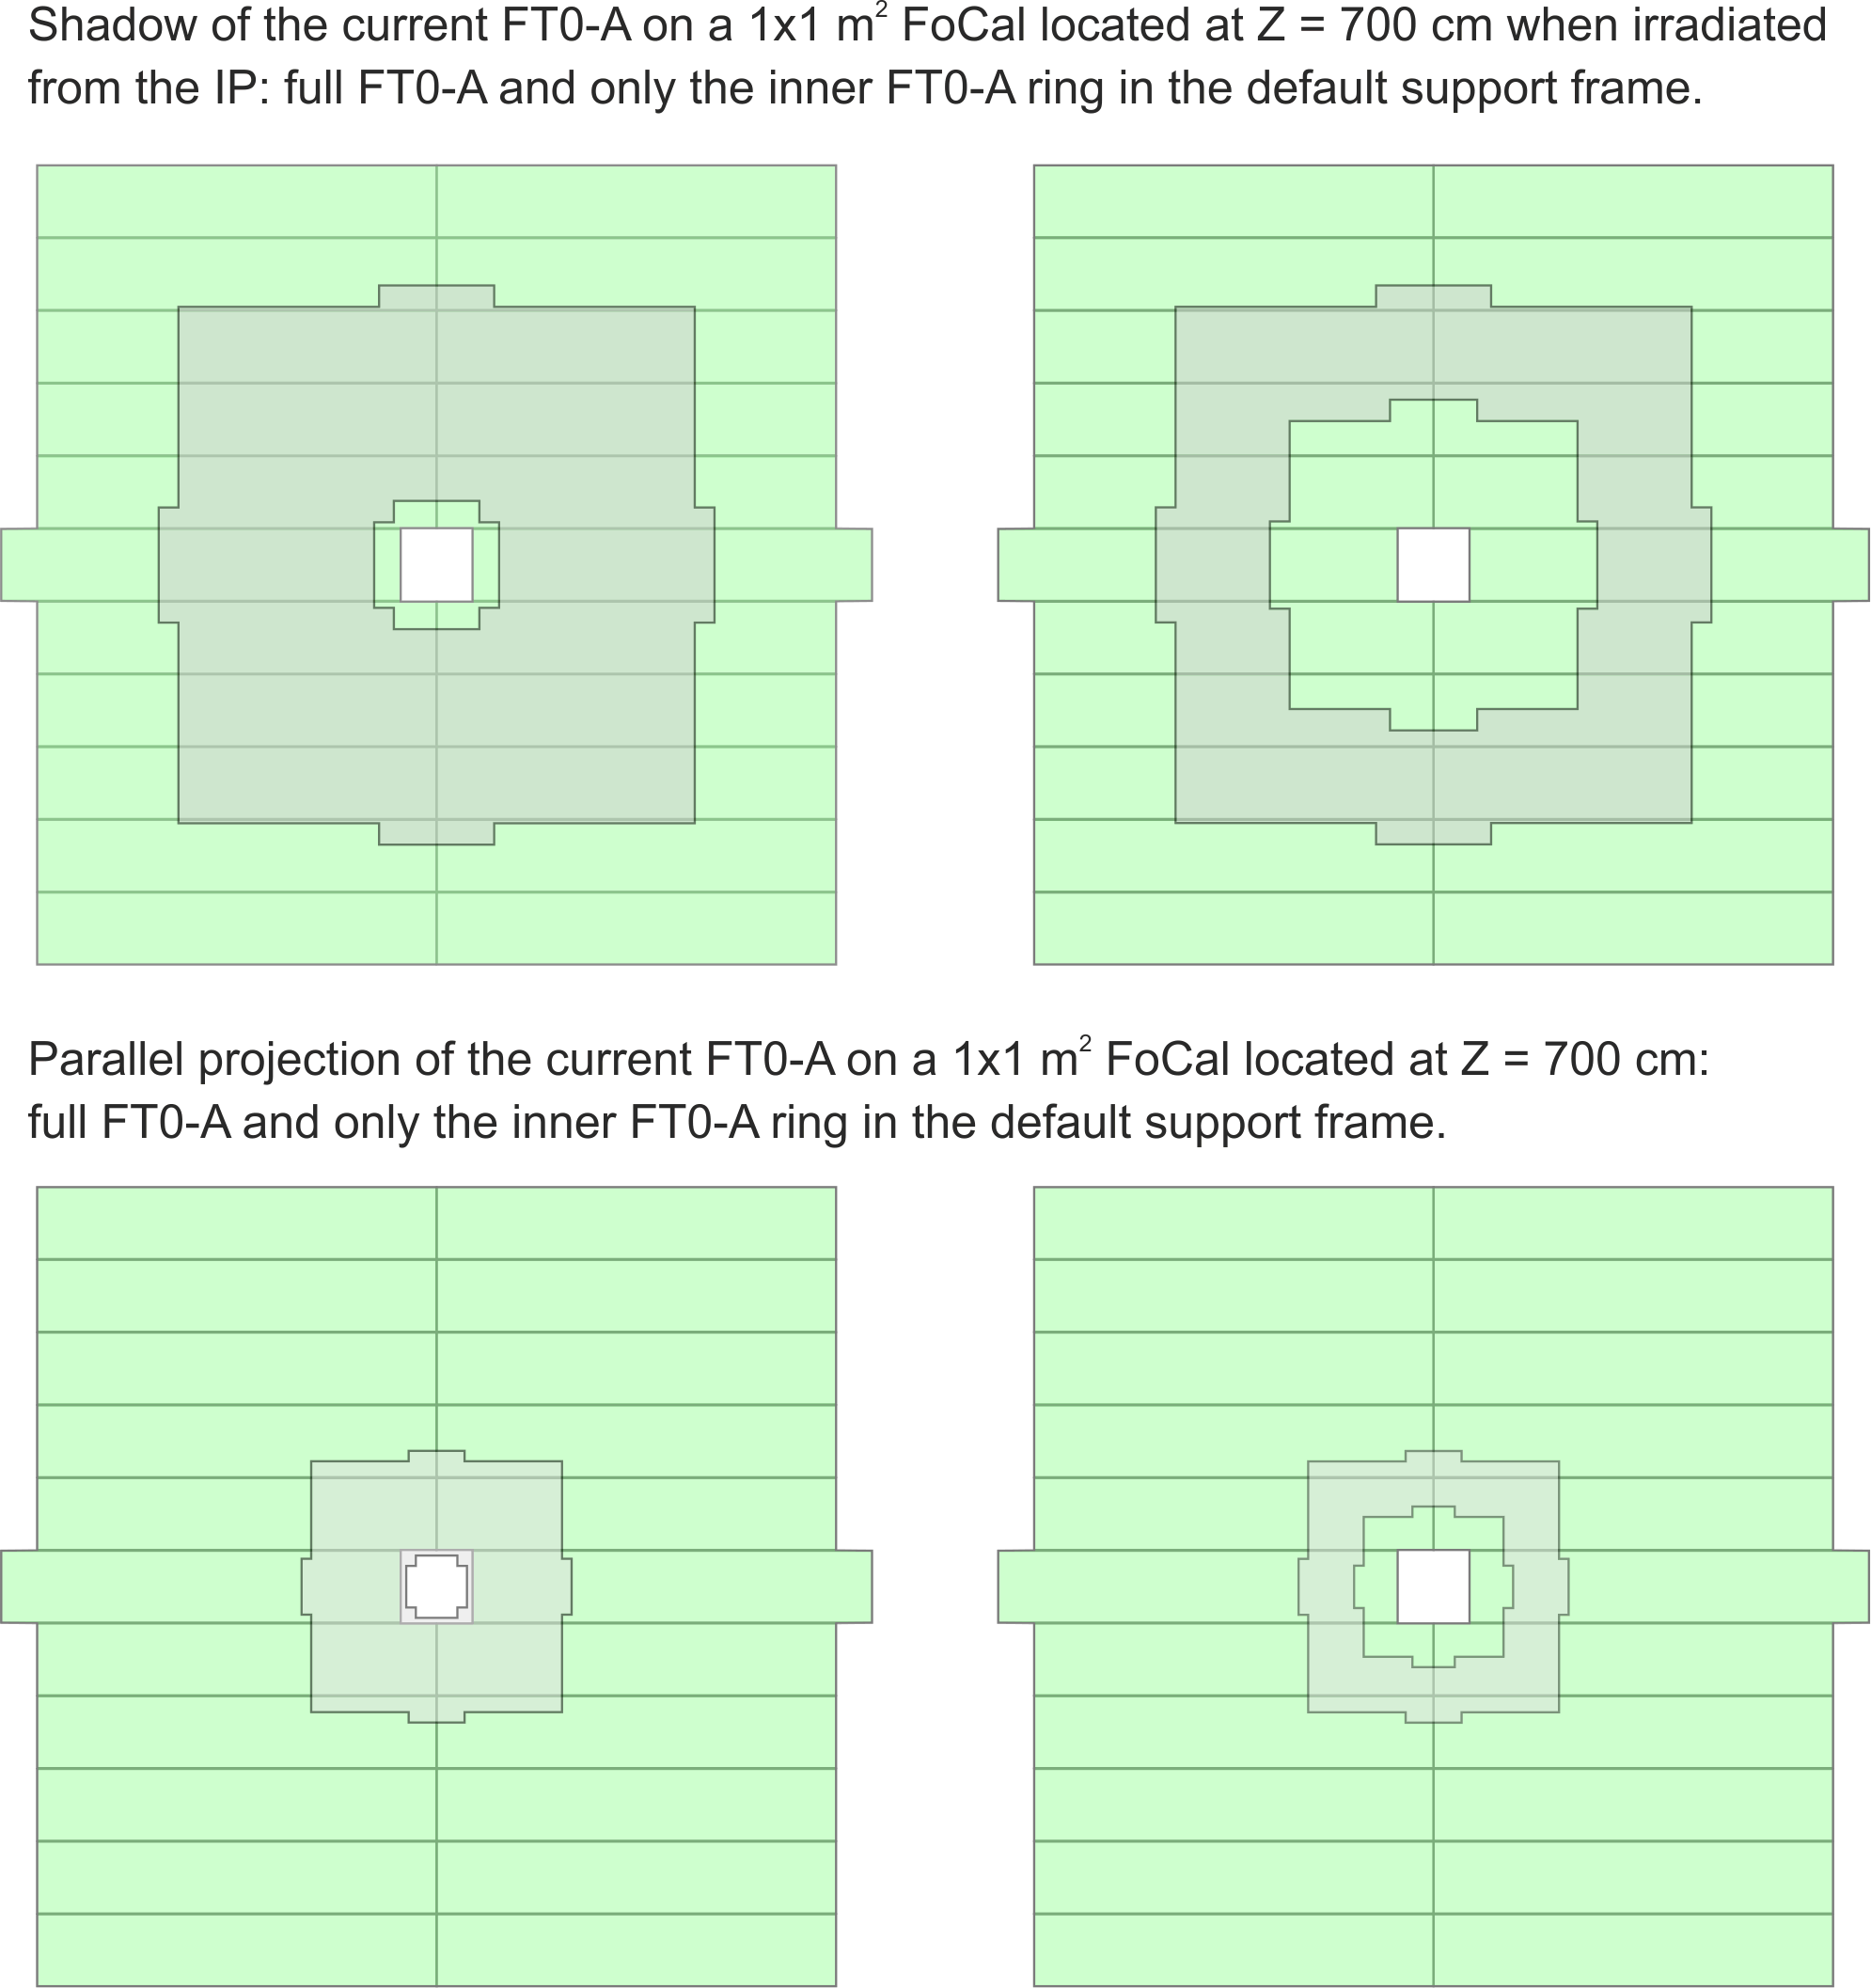 Shadow of the current FT0-A on a 1x1 m² FoCal located at Z = 700 cm when irradiated
from the IP: full FT0-A and only the inner FT0-A ring in the default support frame.
Parallel projection of the current FT0-A on a 1x1 m² FoCal located at Z = 700 cm:
full FT0-A and only the inner FT0-A ring in the default support frame.